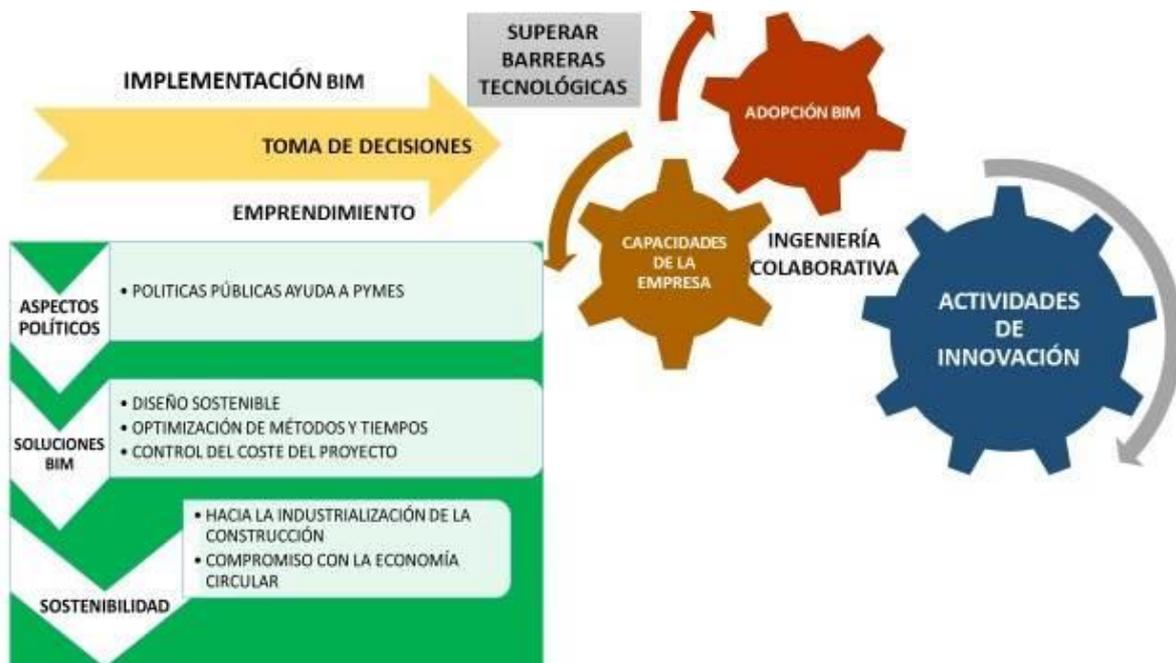 SUPERAR
BARRERAS
TECNOLÓGICAS
IMPLEMENTACIÓN BIM
TOMA DE DECISIONES
EMPRENDIMIENTO
ADOPCIÓN BIM
CAPACIDADES
DE LA
EMPRESA
INGENIERÍA
COLABORATIVA
ACTIVIDADES
DE
INNOVACIÓN
ASPECTOS
POLÍTICOS
• POLITICAS PÚBLICAS AYUDA A PYMES
SOLUCIONES
BIM
• DISEÑO SOSTENIBLE
• OPTIMIZACIÓN DE MÉTODOS Y TIEMPOS
• CONTROL DEL COSTE DEL PROYECTO
SOSTENIBILIDAD
• HACIA LA INDUSTRIALIZACIÓN DE LA
CONSTRUCCIÓN
• COMPROMISO CON LA ECONOMÍA
CIRCULAR